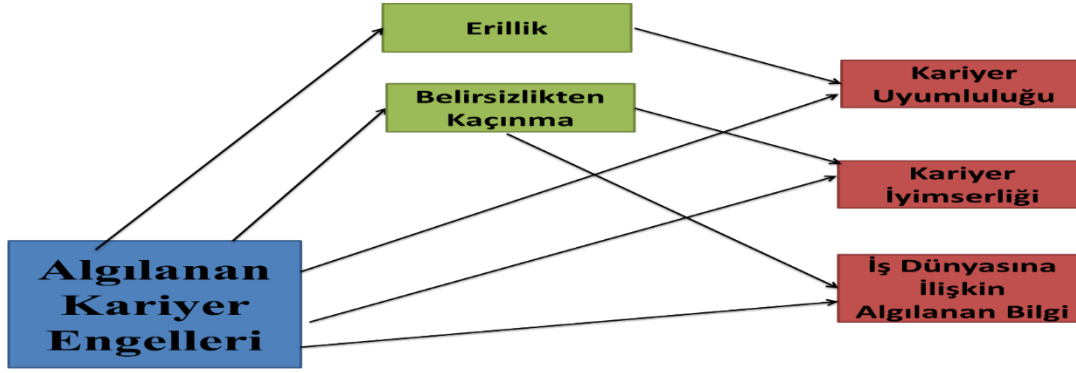 Erillik
Belirsizlikten
Kaçınma
Kariyer
Uyumluluğu
Kariyer
İyimserliği
Algılanan
Kariyer
Engelleri
İş Dünyasına
İlişkin
Algılanan Bilgi